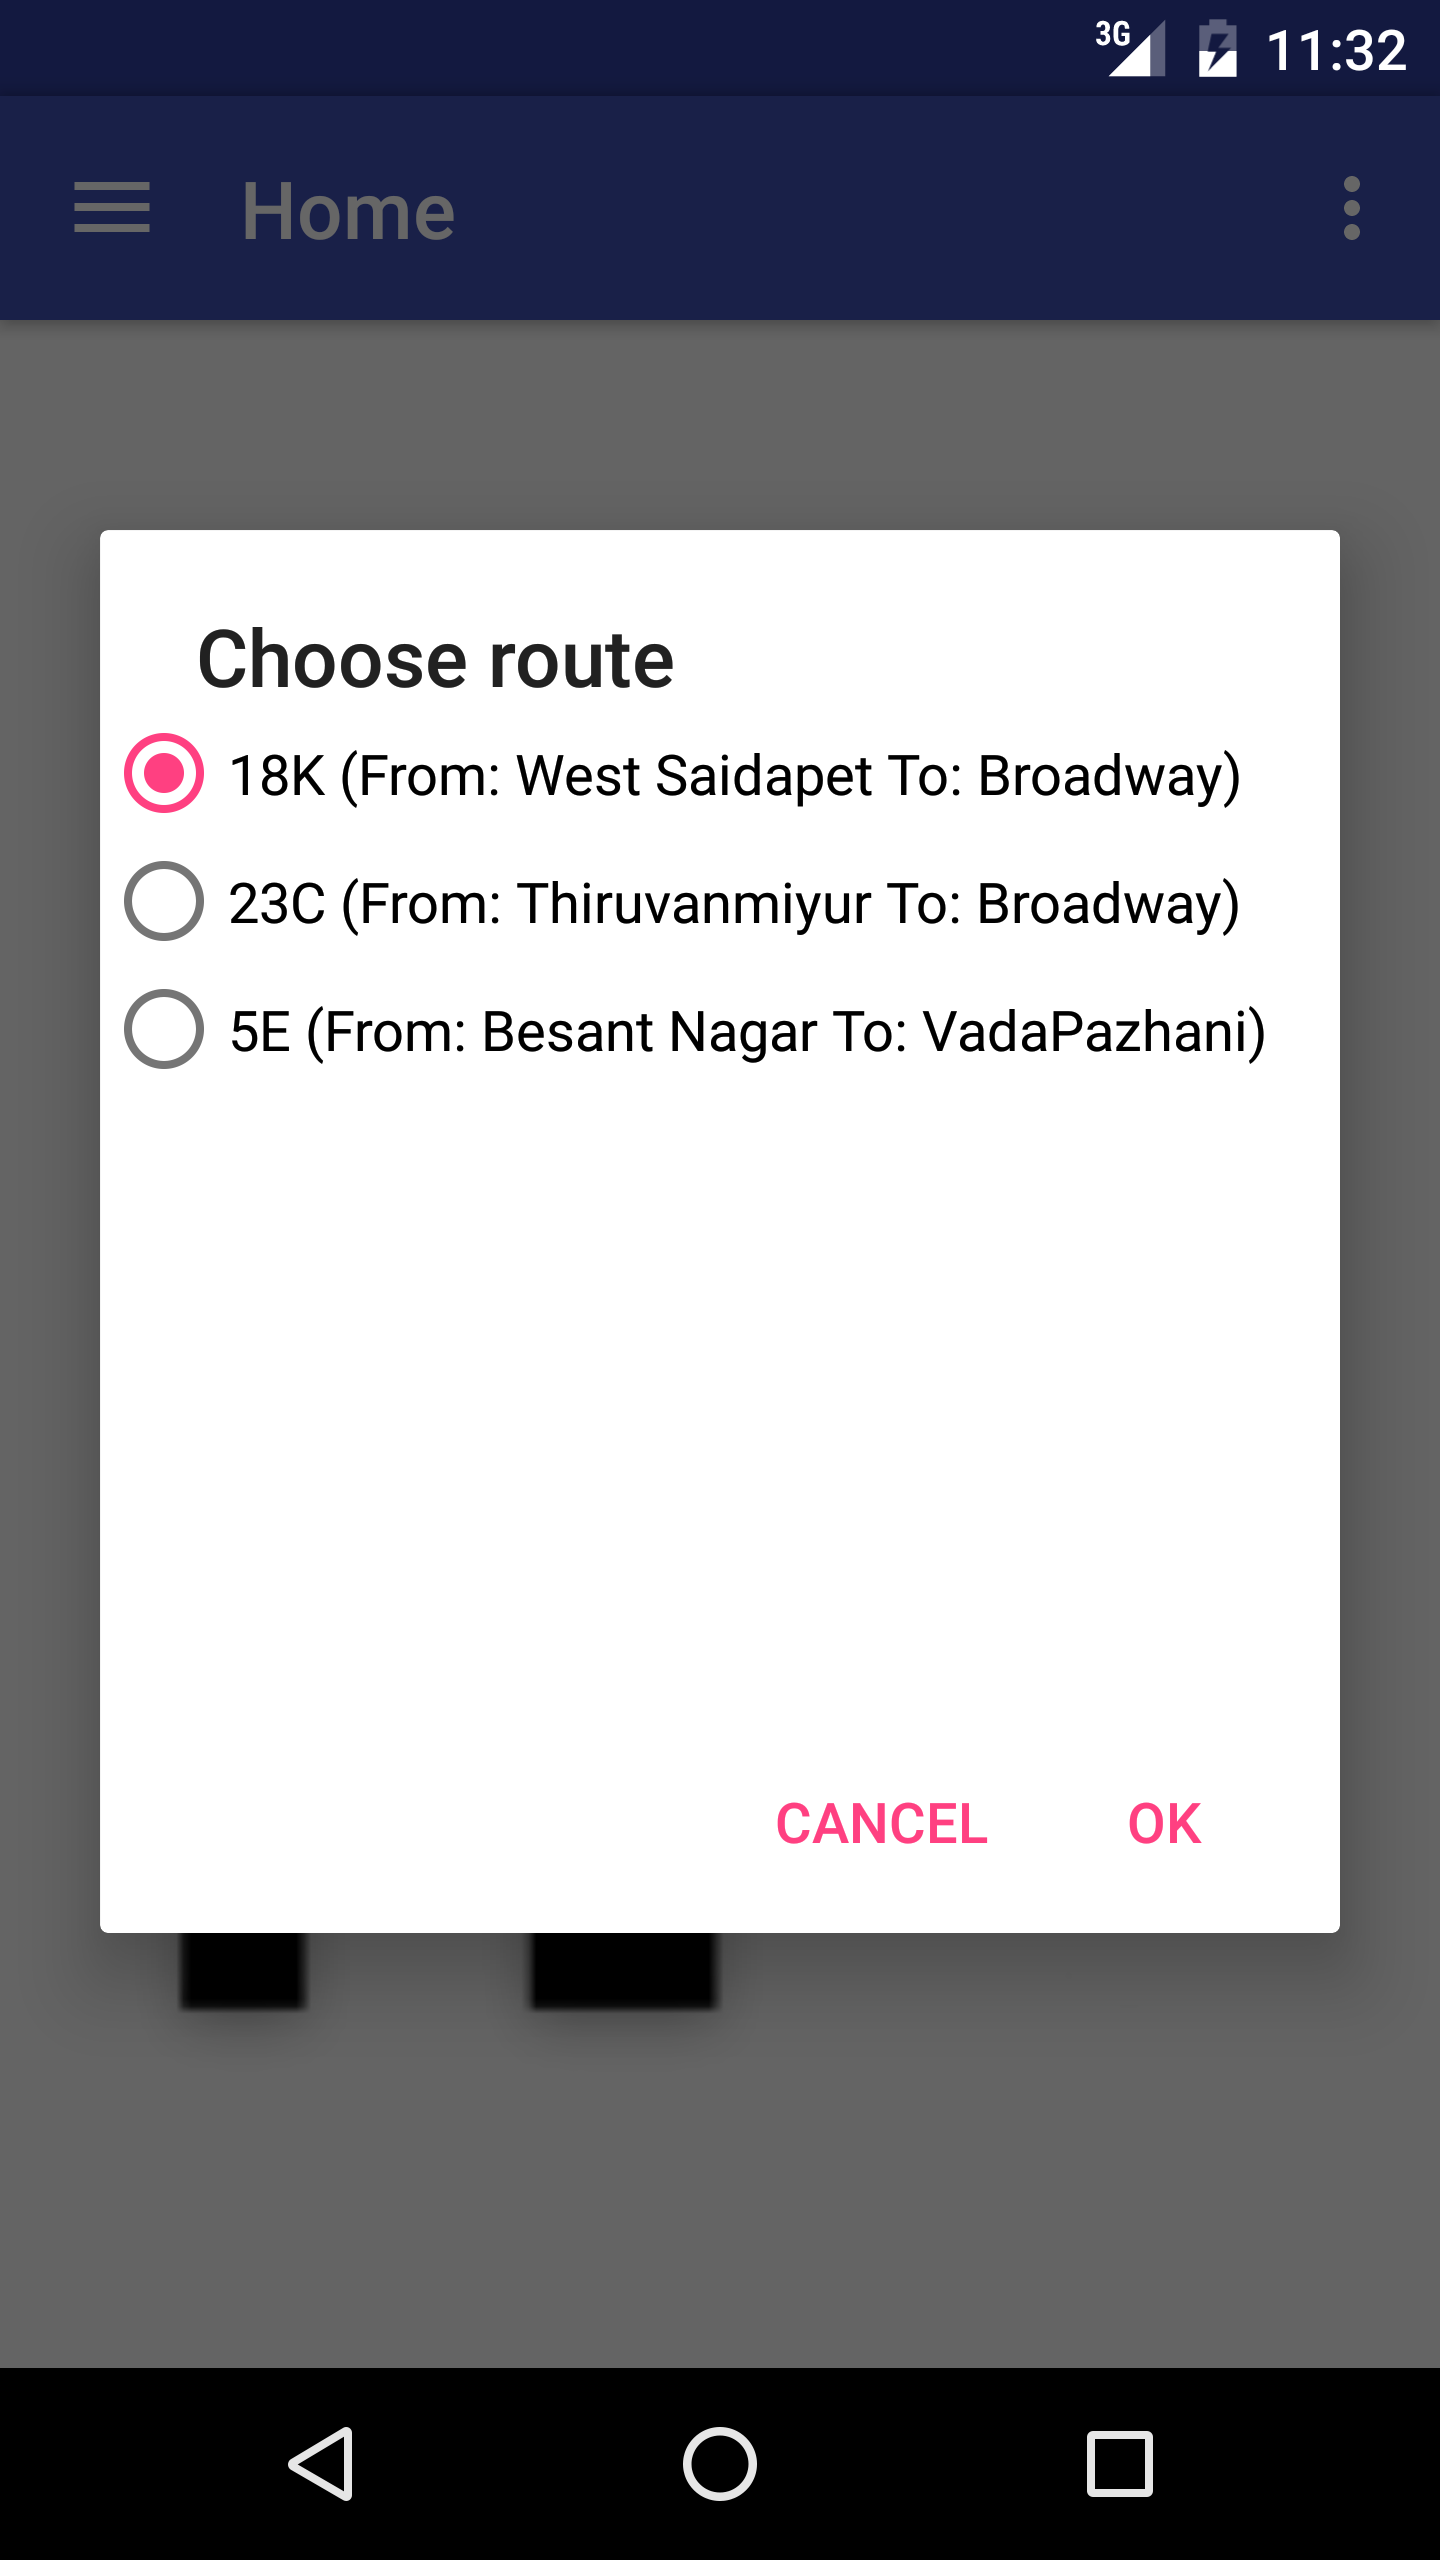 3G 11:32
Home
Choose route
18K (From: West Saidapet To: Broadway)
23C (From: Thiruvanmiyur To: Broadway)
5E (From: Besant Nagar To: VadaPazhani)
CANCEL OK